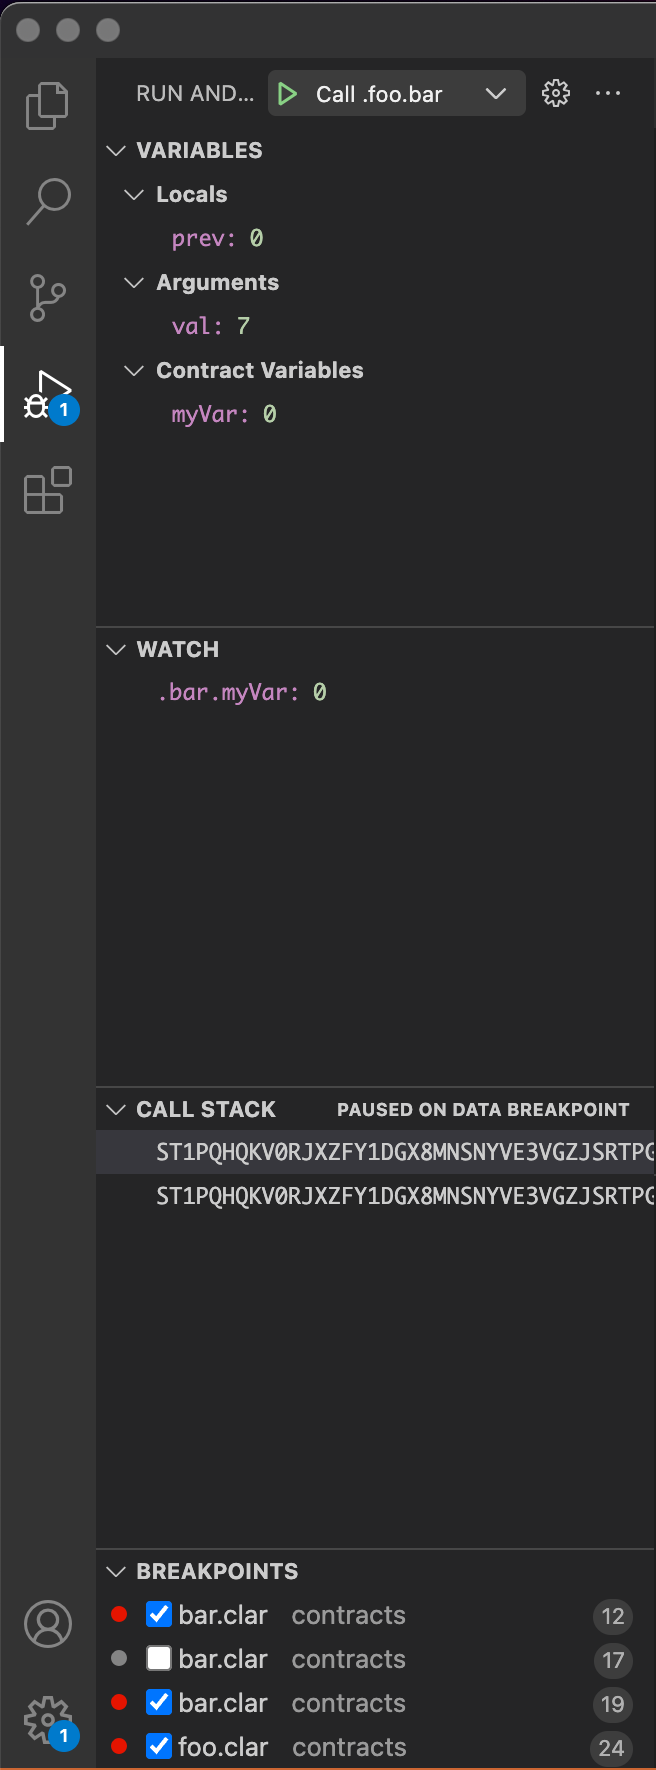 RUN AND... Call .foo.bar ...
VARIABLES
Locals
prev: 0
Arguments
val: 7
Contract Variables
myVar: 0
1
WATCH
.bar.myVar: 0
CALL STACK PAUSED ON DATA BREAKPOINT
ST1PQHQKV0RJXZFY1DGX8MNSNYVE3VGZJSRTPG
ST1PQHQKV0RJXZFY1DGX8MNSNYVE3VGZJSRTPG
BREAKPOINTS
bar.clar contracts 12
bar.clar contracts 17
bar.clar contracts 19
foo.clar contracts 24
1